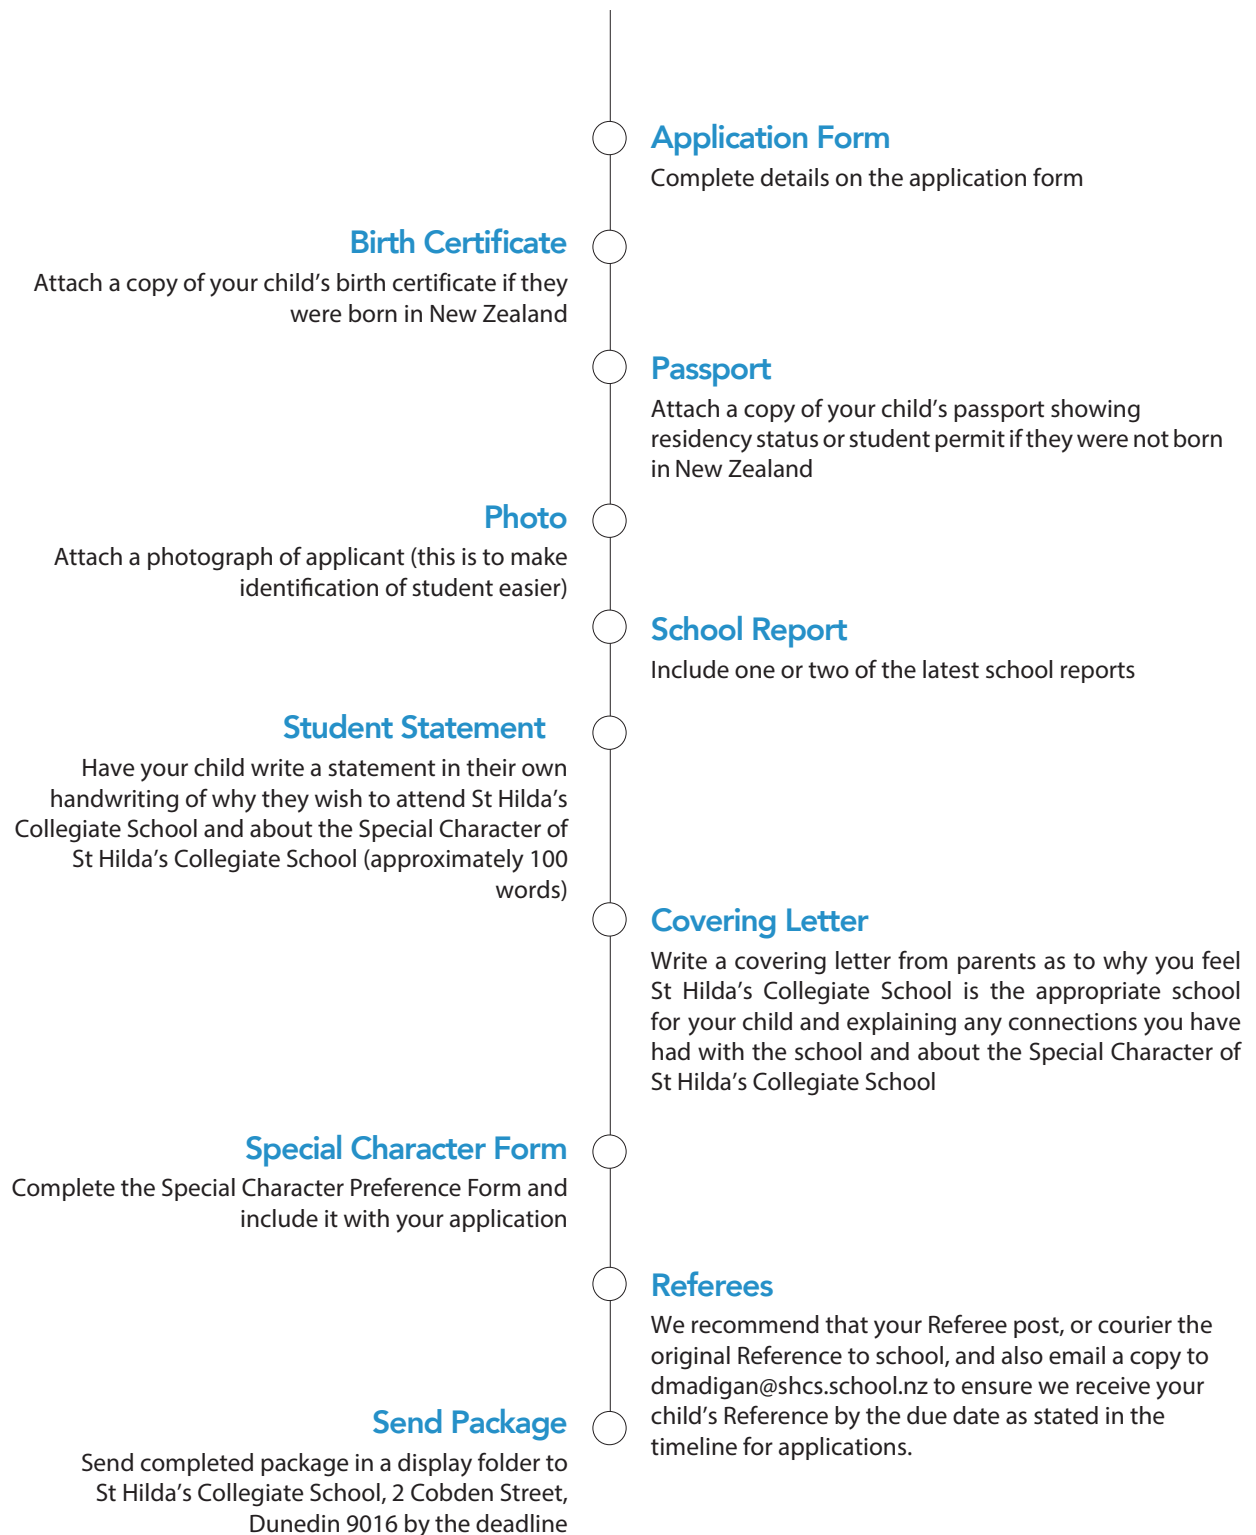 Application Form
Complete details on the application form
Birth Certificate
Attach a copy of your child’s birth certificate if they
were born in New Zealand
Passport
Attach a copy of your child’s passport showing
residency status or student permit if they were not born
in New Zealand
Photo
Attach a photograph of applicant (this is to make
identification of student easier)
School Report
Include one or two of the latest school reports
Student Statement
Have your child write a statement in their own
handwriting of why they wish to attend St Hilda’s
Collegiate School and about the Special Character of
St Hilda’s Collegiate School (approximately 100
words)
Covering Letter
Write a covering letter from parents as to why you feel
St Hilda’s Collegiate School is the appropriate school
for your child and explaining any connections you have
had with the school and about the Special Character of
St Hilda’s Collegiate School
Special Character Form
Complete the Special Character Preference Form and
include it with your application
Referees
We recommend that your Referee post, or courier the
original Reference to school, and also email a copy to
dmadigan@shcs.school.nz to ensure we receive your
child’s Reference by the due date as stated in the
timeline for applications.
Send Package
Send completed package in a display folder to
St Hilda’s Collegiate School, 2 Cobden Street,
Dunedin 9016 by the deadline